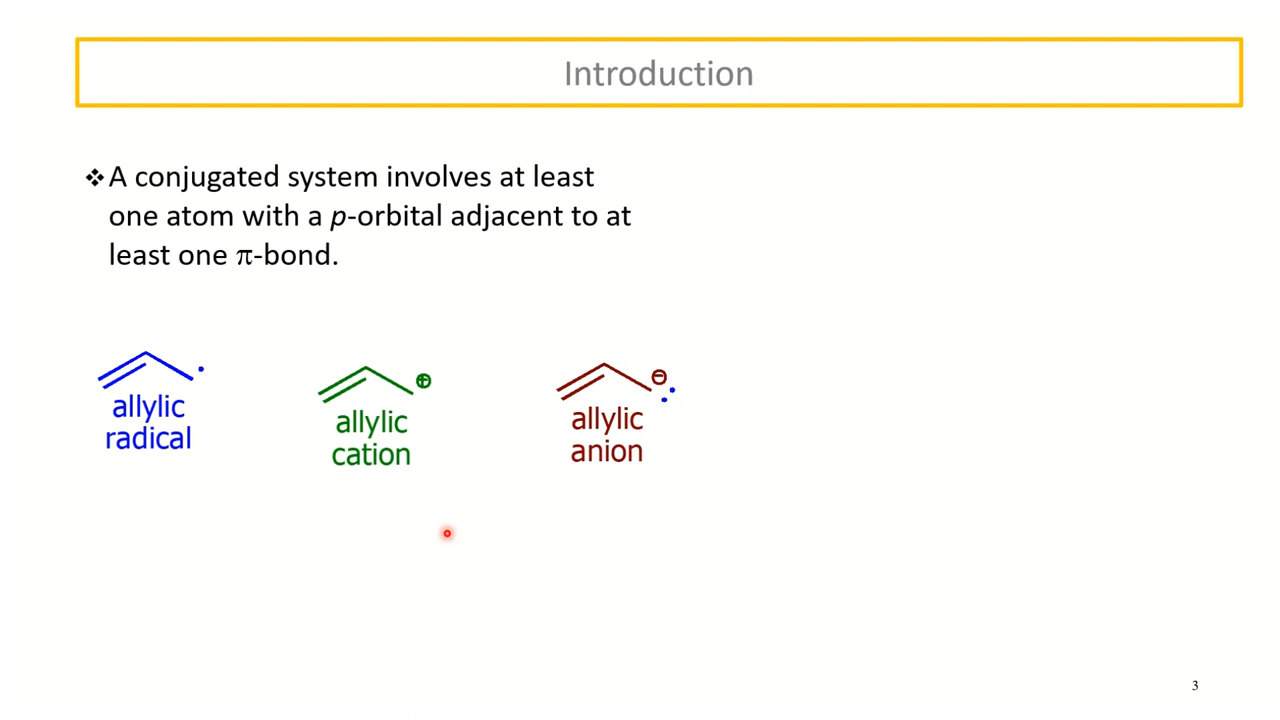 Introduction
❖A conjugated system involves at least
one atom with a p-orbital adjacent to at
least one π-bond.
allylic
radical
⊕
allylic
cation
⊖
allylic
anion
3